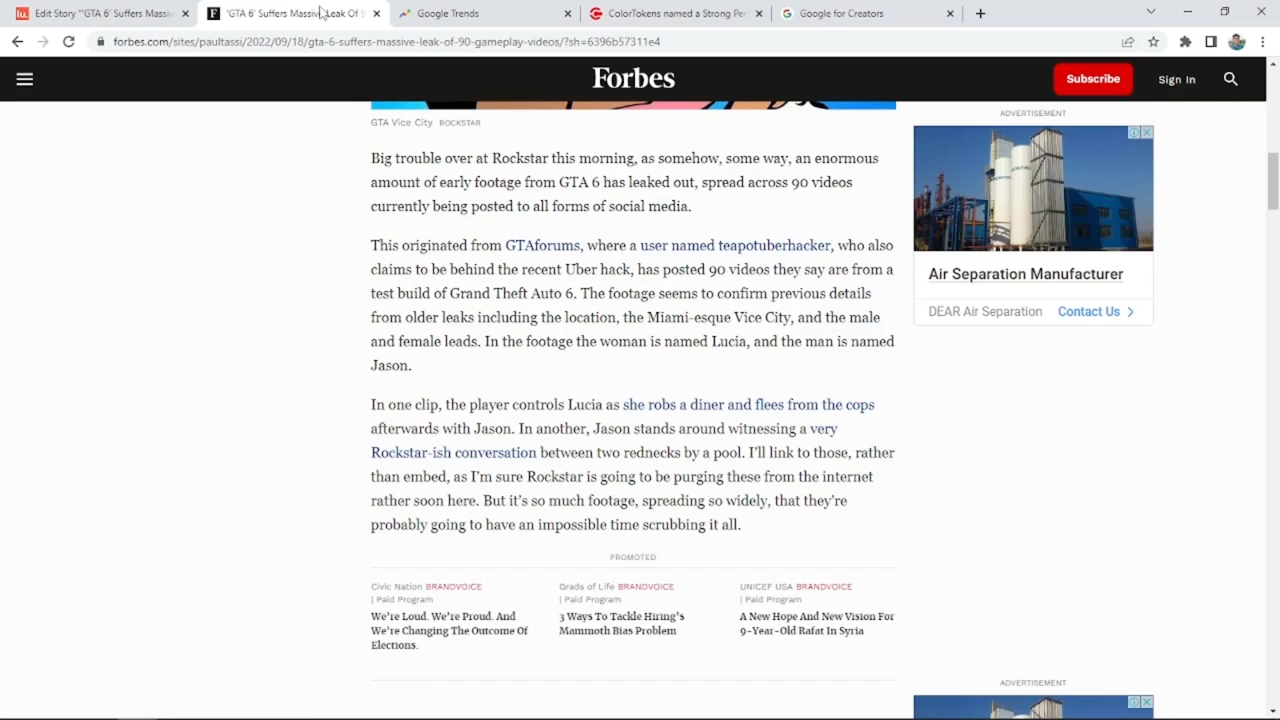 Edit Story "'GTA 6' Suffers Massiv
'GTA 6' Suffers Massive Leak Of 9
Google Trends
ColorTokens named a Strong Per
Google for Creators
forbes.com/sites/paultassi/2022/09/18/gta-6-suffers-massive-leak-of-90-gameplay-videos/?sh=6396b57311e4
Forbes
Subscribe
Sign In
GTA Vice City ROCKSTAR
Big trouble over at Rockstar this morning, as somehow, some way, an enormous
amount of early footage from GTA 6 has leaked out, spread across 90 videos
currently being posted to all forms of social media.
This originated from GTAforums, where a user named teapotuberhacker, who also
claims to be behind the recent Uber hack, has posted 90 videos they say are from a
test build of Grand Theft Auto 6. The footage seems to confirm previous details
from older leaks including the location, the Miami-esque Vice City, and the male
and female leads. In the footage the woman is named Lucia, and the man is named
Jason.
In one clip, the player controls Lucia as she robs a diner and flees from the cops
afterwards with Jason. In another, Jason stands around witnessing a very
Rockstar-ish conversation between two rednecks by a pool. I'll link to those, rather
than embed, as I'm sure Rockstar is going to be purging these from the internet
rather soon here. But it's so much footage, spreading so widely, that they're
probably going to have an impossible time scrubbing it all.
PROMOTED
Civic Nation BRANDVOICE
| Paid Program
We're Loud. We're Proud. And
We're Changing The Outcome Of
Elections.
Grads of Life BRANDVOICE
| Paid Program
3 Ways To Tackle Hiring's
Mammoth Bias Problem
UNICEF USA BRANDVOICE
| Paid Program
A New Hope And New Vision For
9-Year-Old Rafat In Syria
ADVERTISEMENT
Air Separation Manufacturer
DEAR Air Separation
Contact Us
ADVERTISEMENT